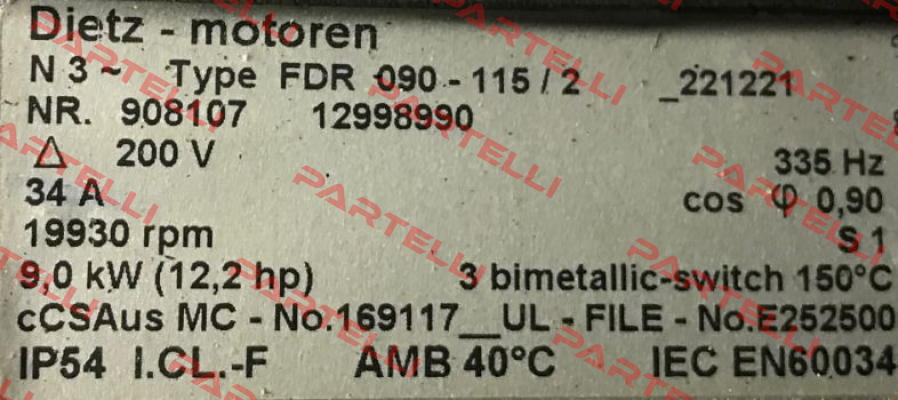 Dietz - motoren
N 3 ~ Type FDR 090 - 115 / 2 _221221
NR. 908107 12998990
△ 200 V 335 Hz
34 A cos φ 0,90
19930 rpm S 1
9,0 kW (12,2 hp) 3 bimetallic-switch 150°C
cCSAus MC - No.169117__UL - FILE - No.E252500
IP54 I.CL.-F AMB 40°C IEC EN60034
PARTELLI